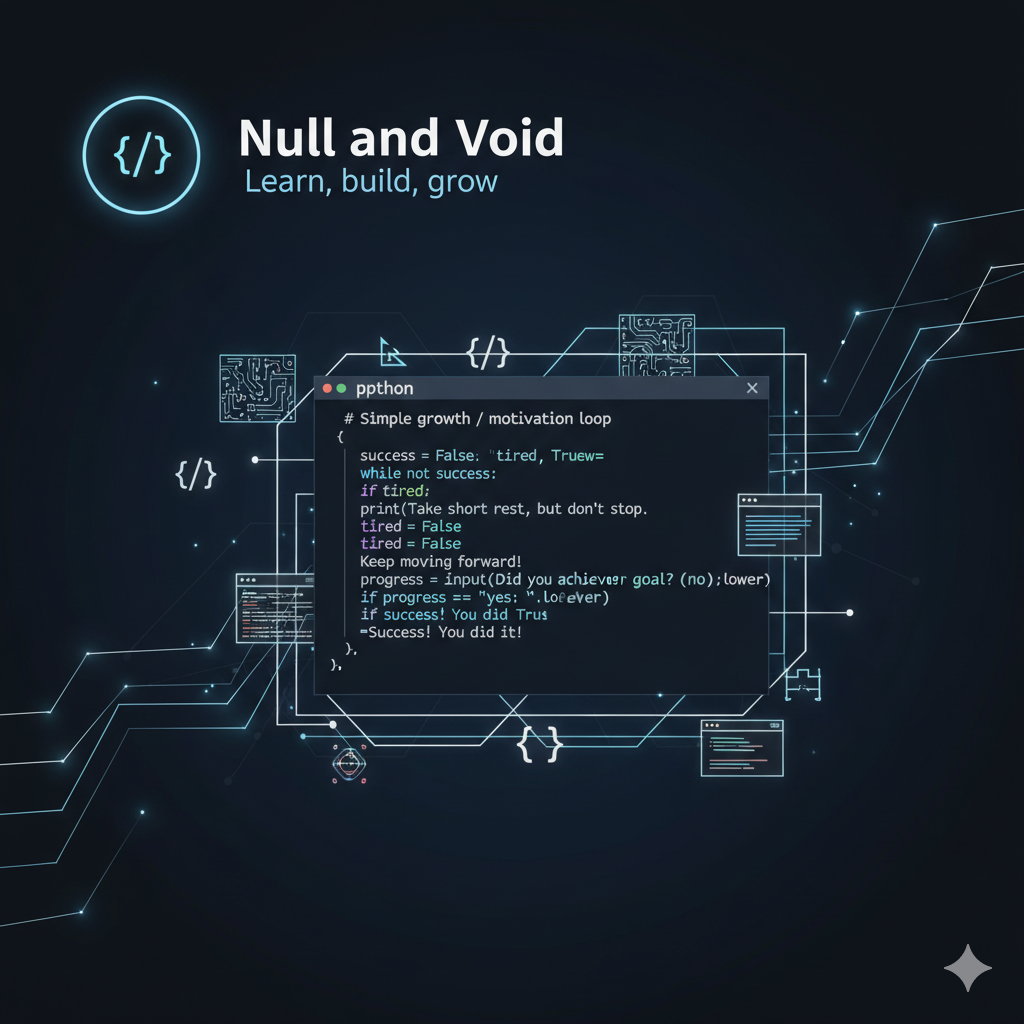 {/}
Null and Void
Learn, build, grow
{/}
ppthon
# Simple growth / motivation loop
{
success = False. "tired, Truew=
while not success:
if tired;
print(Take short rest, but don't stop.
tired = False
tired = False
Keep moving forward!
progress = input(Did you achiever goal? (no);lower)
if progress == "yes:
if success! You did Trus
=Success! You did it!
},
},
{/}
{ }